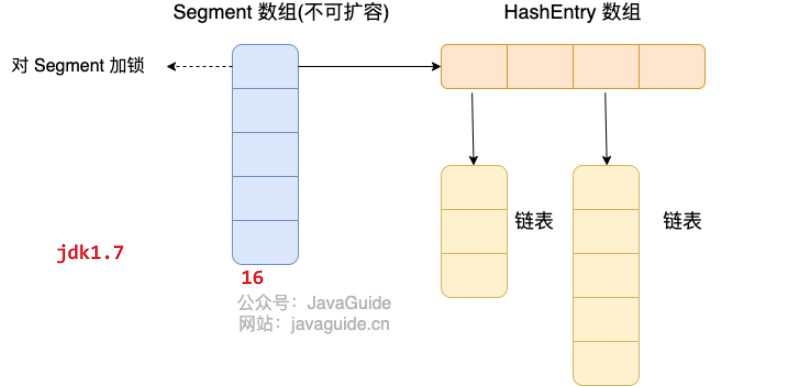 Segment 数组(不可扩容)
HashEntry 数组
对 Segment 加锁
链表
链表
jdk1.7
16
公众号：JavaGuide
网站：javaguide.cn